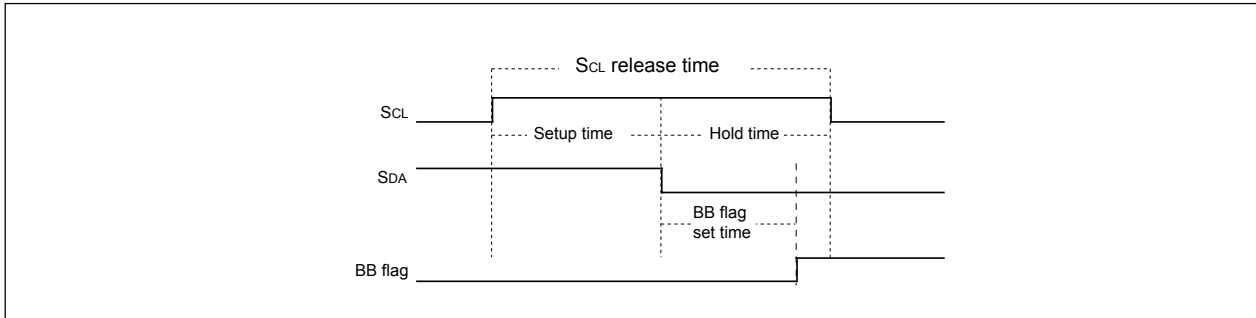 SCL release time
SCL
Setup time
Hold time
SDA
BB flag
set time
BB flag